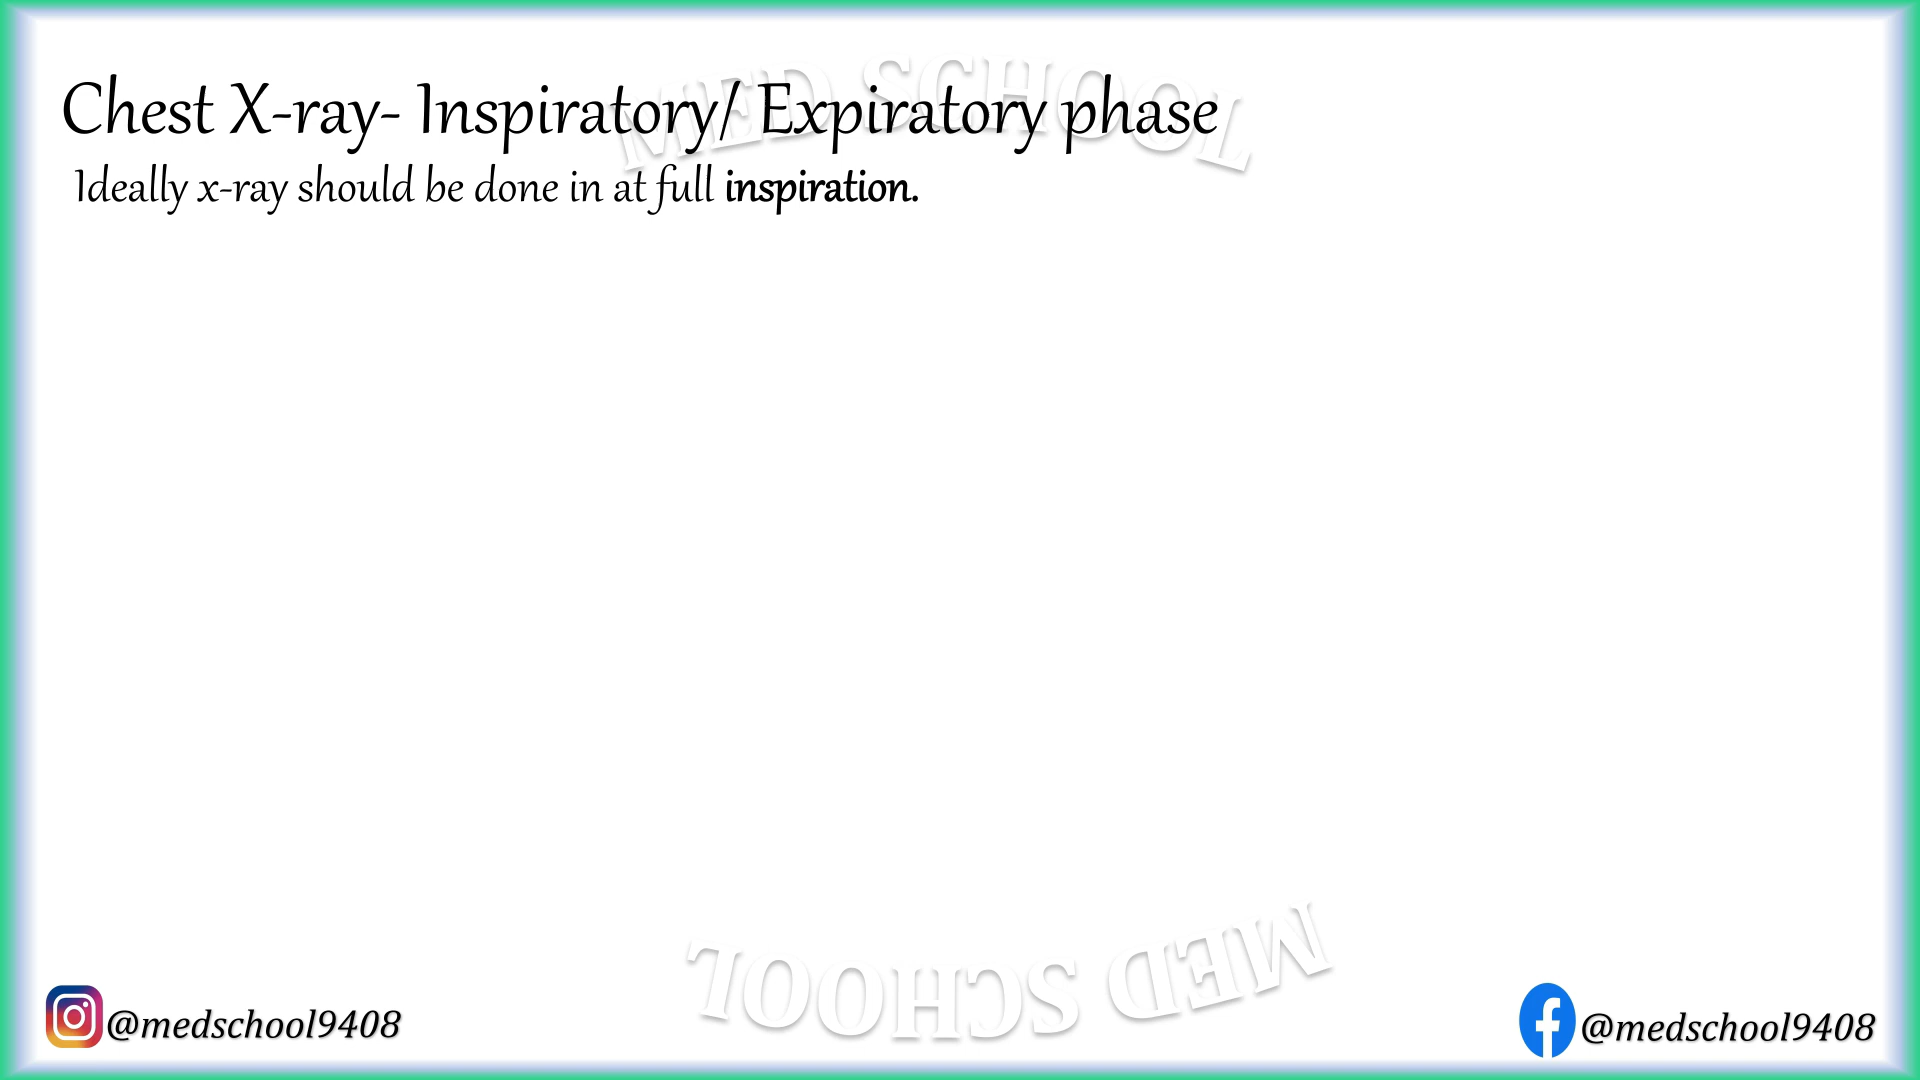 MED SCHOOL
Chest X-ray- Inspiratory/ Expiratory phase
Ideally x-ray should be done in at full inspiration.
MED SCHOOL
@medschool9408
@medschool9408